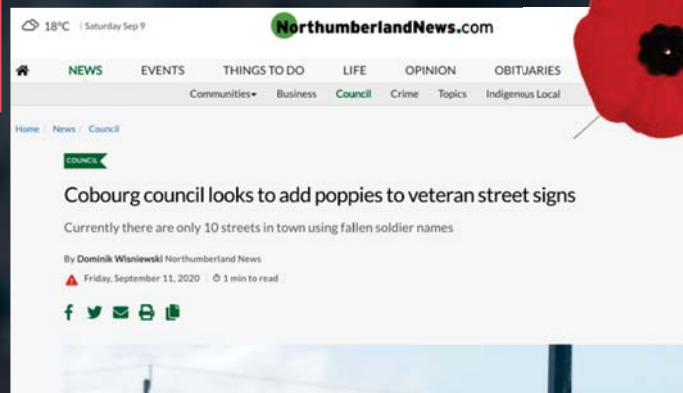 18°C | Saturday Sep 9
NorthumberlandNews.com
NEWS EVENTS THINGS TO DO LIFE OPINION OBITUARIES
Communities Business Council Crime Topics Indigenous Local
Home / News / Council
COUNCIL
Cobourg council looks to add poppies to veteran street signs
Currently there are only 10 streets in town using fallen soldier names
By Dominik Wisniewski Northumberland News
Friday, September 11, 2020 | 1 min to read